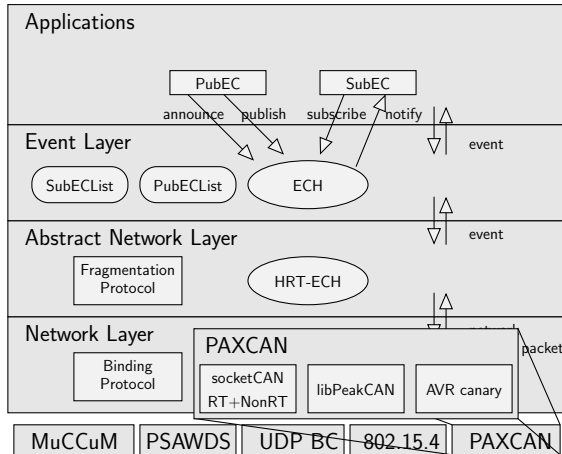 Applications
PubEC
SubEC
announce publish subscribe notify
Event Layer
event
SubECList PubECList ECH
Abstract Network Layer
event
Fragmentation
Protocol
HRT-ECH
Network Layer
packet
PAXCAN
Binding
Protocol
socketCAN
RT+NonRT
libPeakCAN
AVR canary
MuCCuM PSAWDS UDP BC 802.15.4 PAXCAN